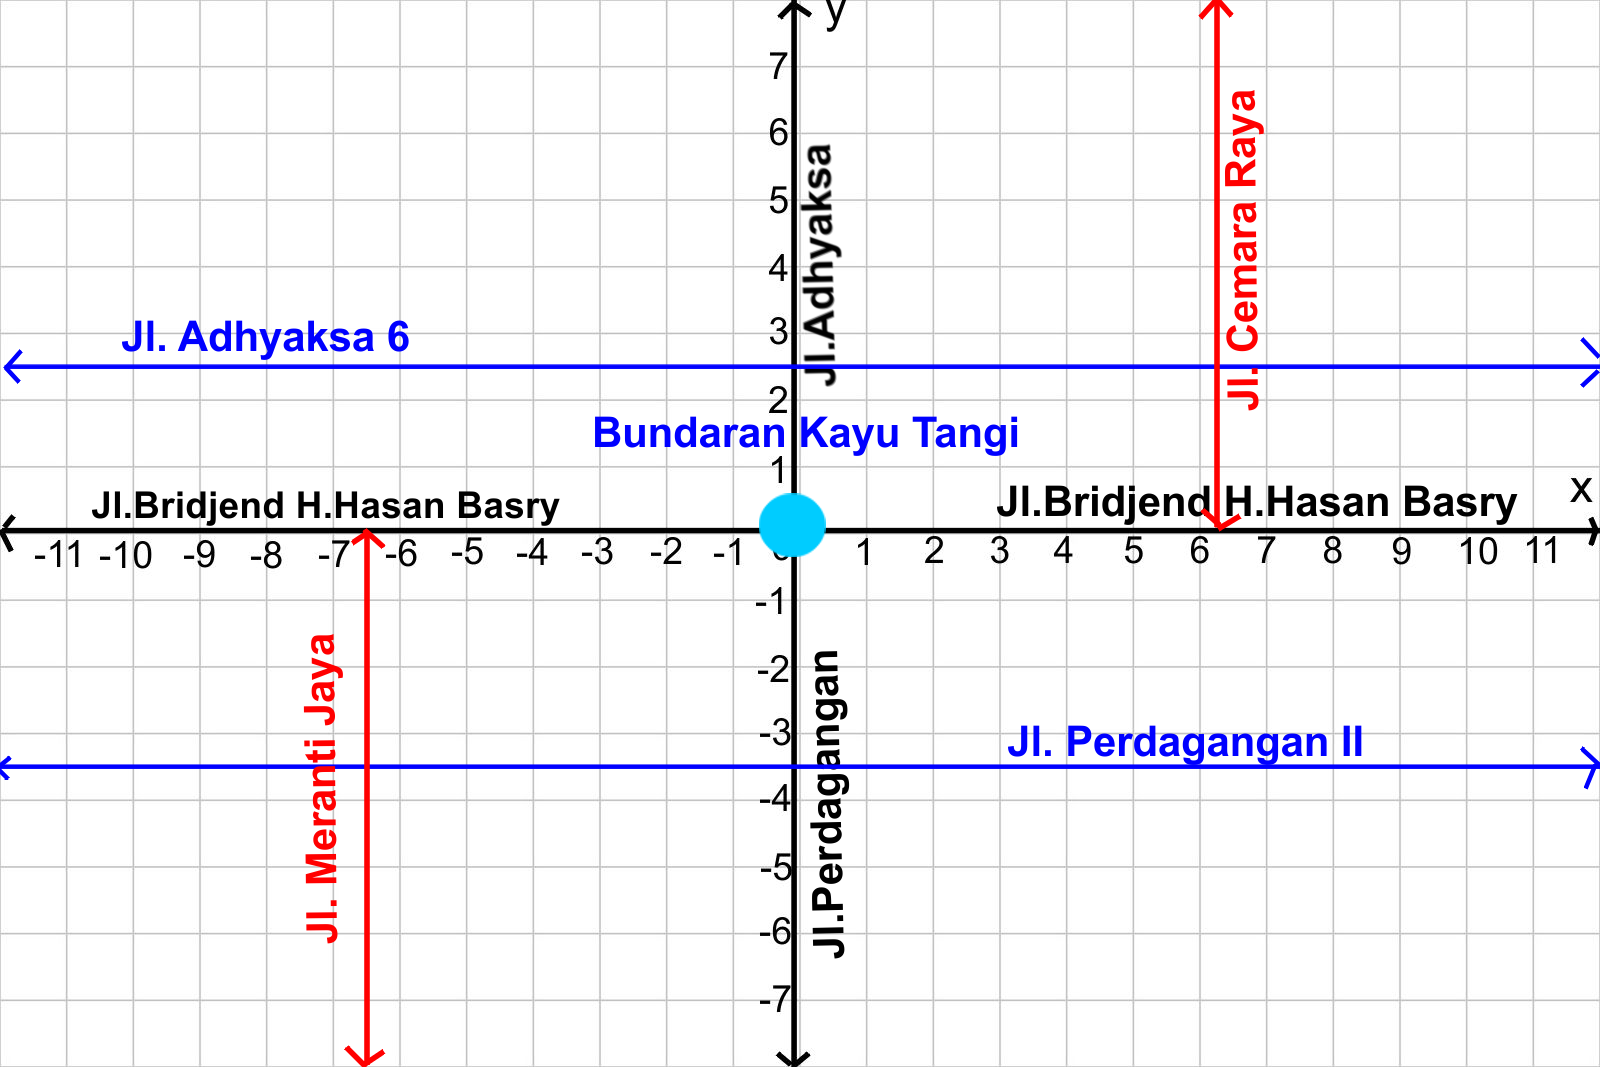 y
7
6
5
4
3
2
1
Jl.Adhyaksa
Jl. Cemara Raya
Jl. Adhyaksa 6
Bundaran Kayu Tangi
Jl.Bridjend H.Hasan Basry
Jl.Bridjend H.Hasan Basry
x
-11 -10 -9 -8 -7 -6 -5 -4 -3 -2 -1 1 2 3 4 5 6 7 8 9 10 11
-1
-2
-3
-4
-5
-6
-7
Jl. Meranti Jaya
Jl.Perdagangan
Jl. Perdagangan II